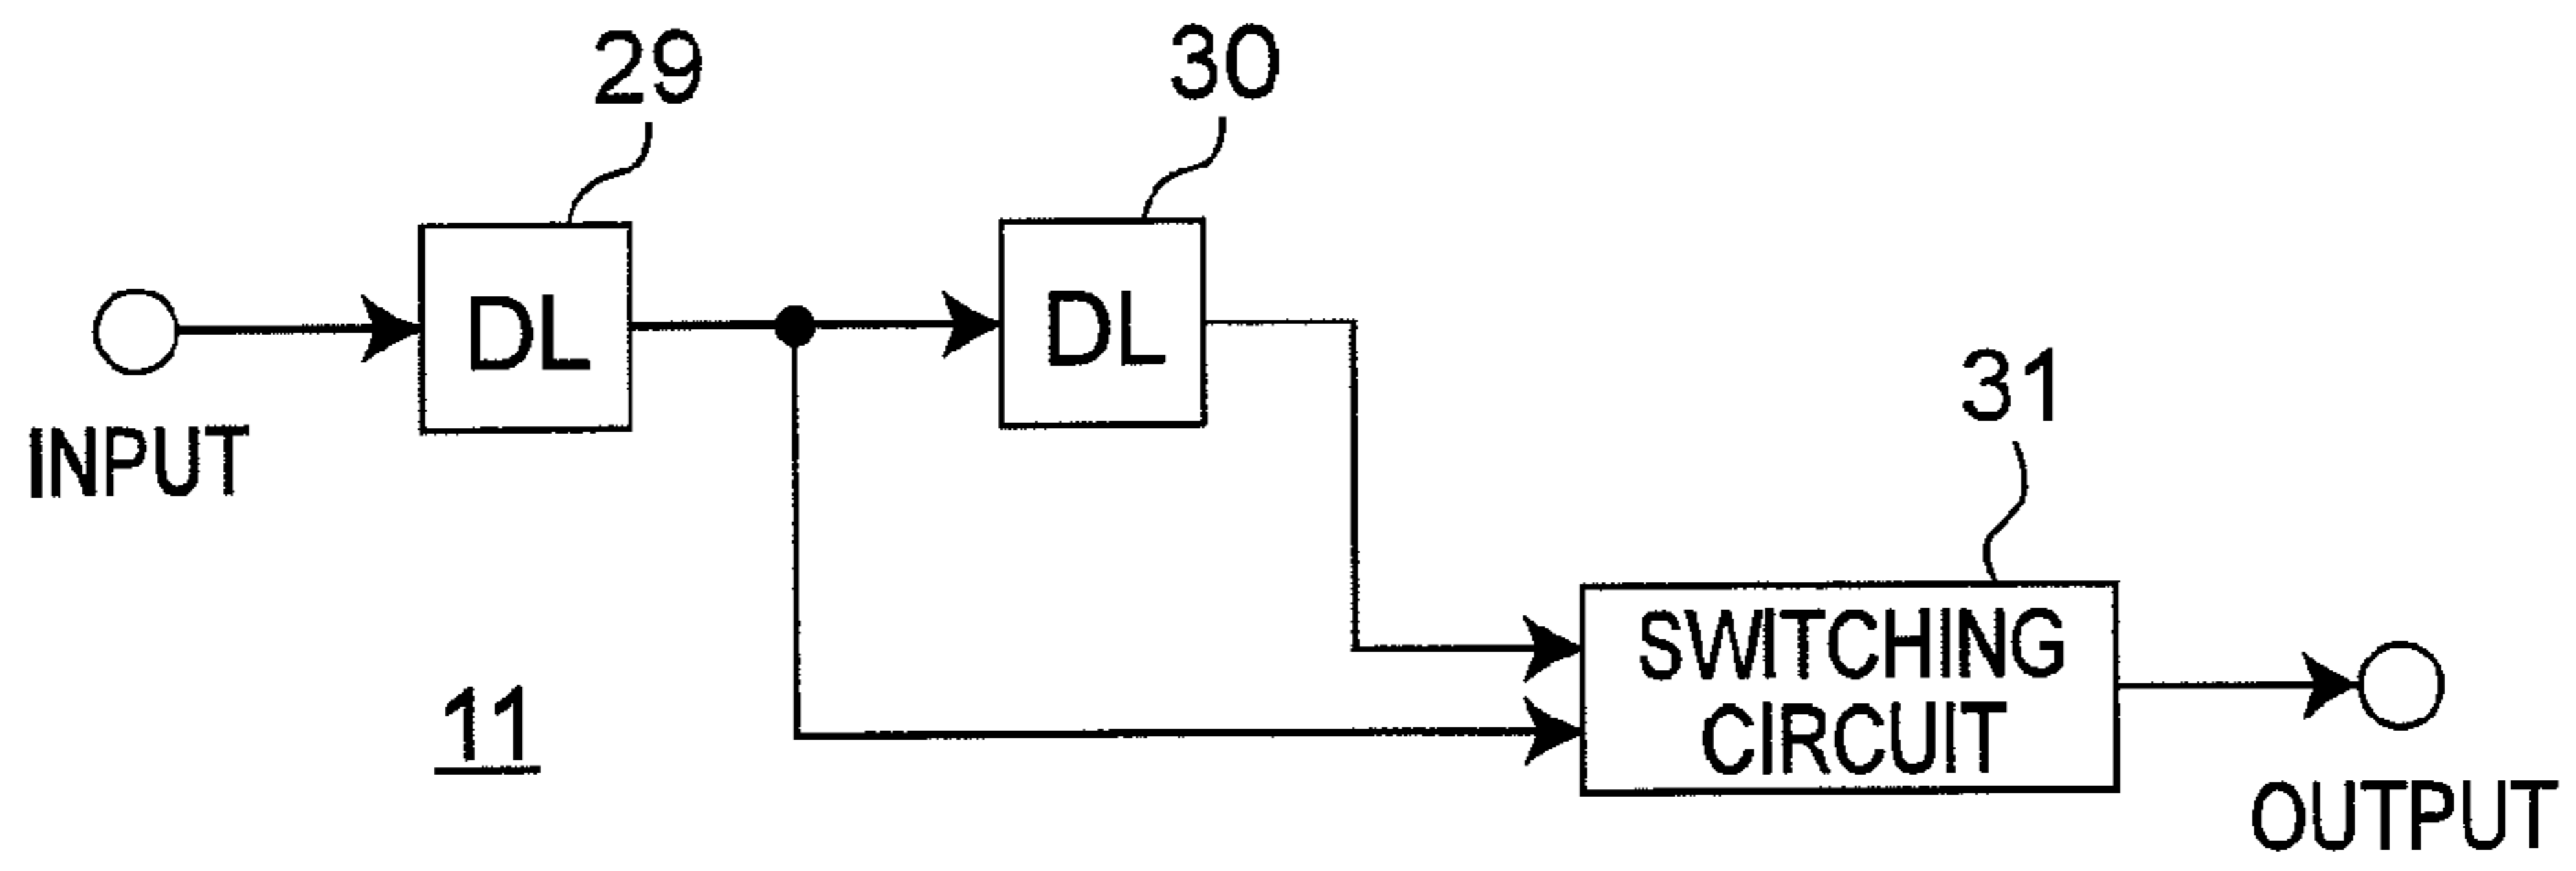 29
30
DL
DL
INPUT
31
SWITCHING
CIRCUIT
11
OUTPUT